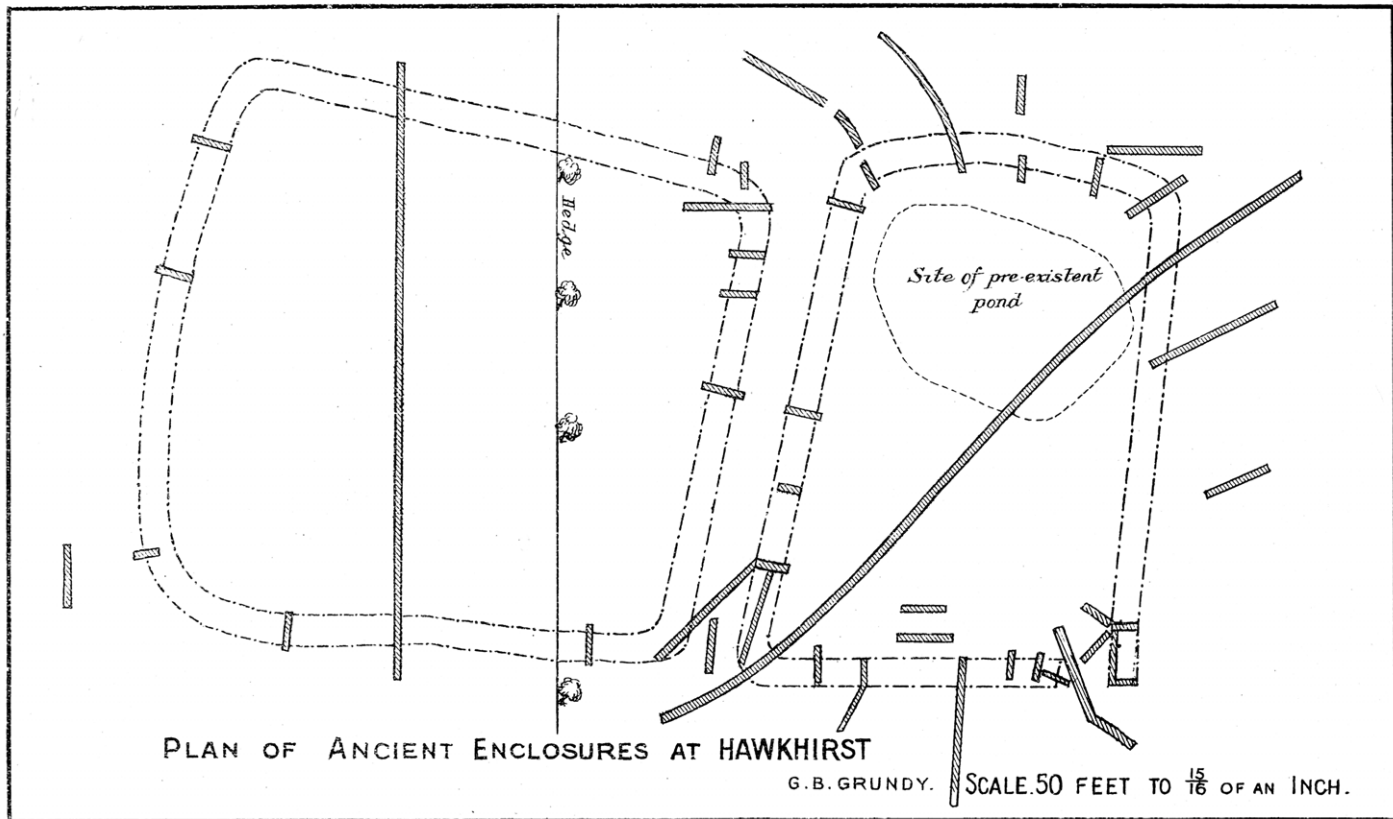 Hedge
Site of pre-existent
pond
PLAN OF ANCIENT ENCLOSURES AT HAWKHIRST
G.B. GRUNDY.
SCALE.50 FEET TO 15/16 OF AN INCH.